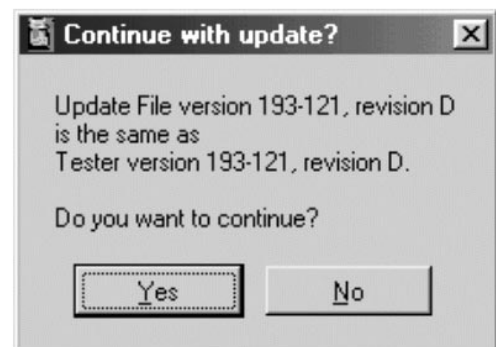 Continue with update?
Update File version 193-121, revision D
is the same as
Tester version 193-121, revision D.
Do you want to continue?
Yes
No